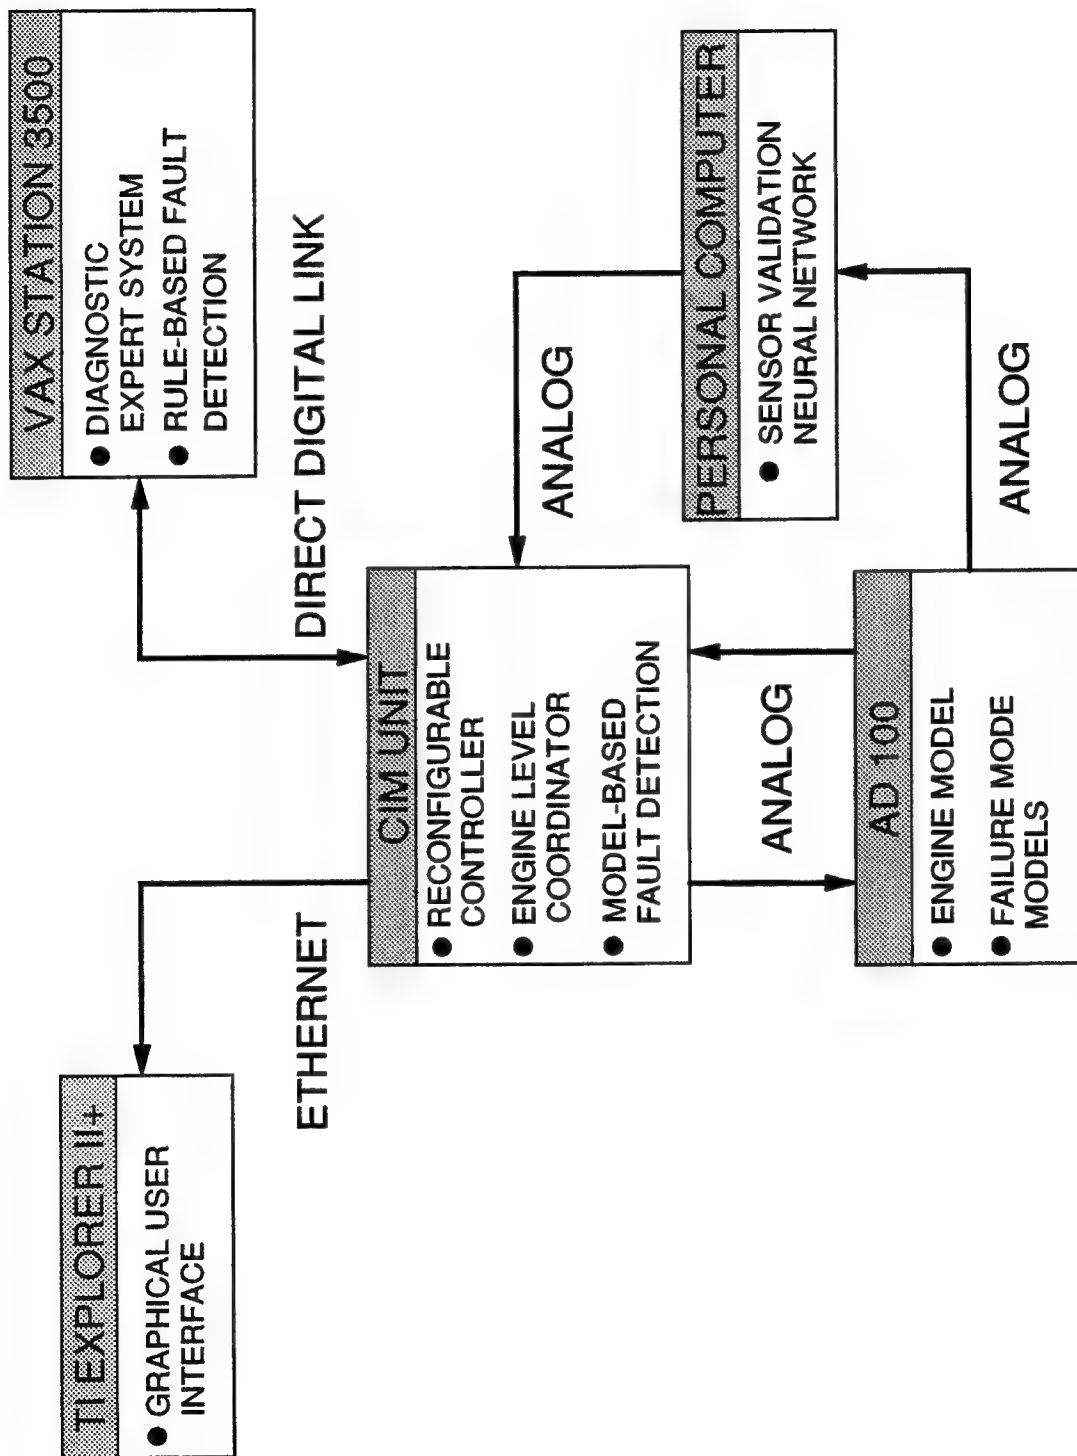 TI EXPLORER II+
● GRAPHICAL USER
INTERFACE
ETHERNET
VAX STATION 3500
● DIAGNOSTIC
EXPERT SYSTEM
● RULE-BASED FAULT
DETECTION
DIRECT DIGITAL LINK
CIM UNIT
● RECONFIGURABLE
CONTROLLER
● ENGINE LEVEL
COORDINATOR
● MODEL-BASED
FAULT DETECTION
ANALOG
PERSONAL COMPUTER
● SENSOR VALIDATION
NEURAL NETWORK
ANALOG
ANALOG
AD 100
● ENGINE MODEL
● FAILURE MODE
MODELS